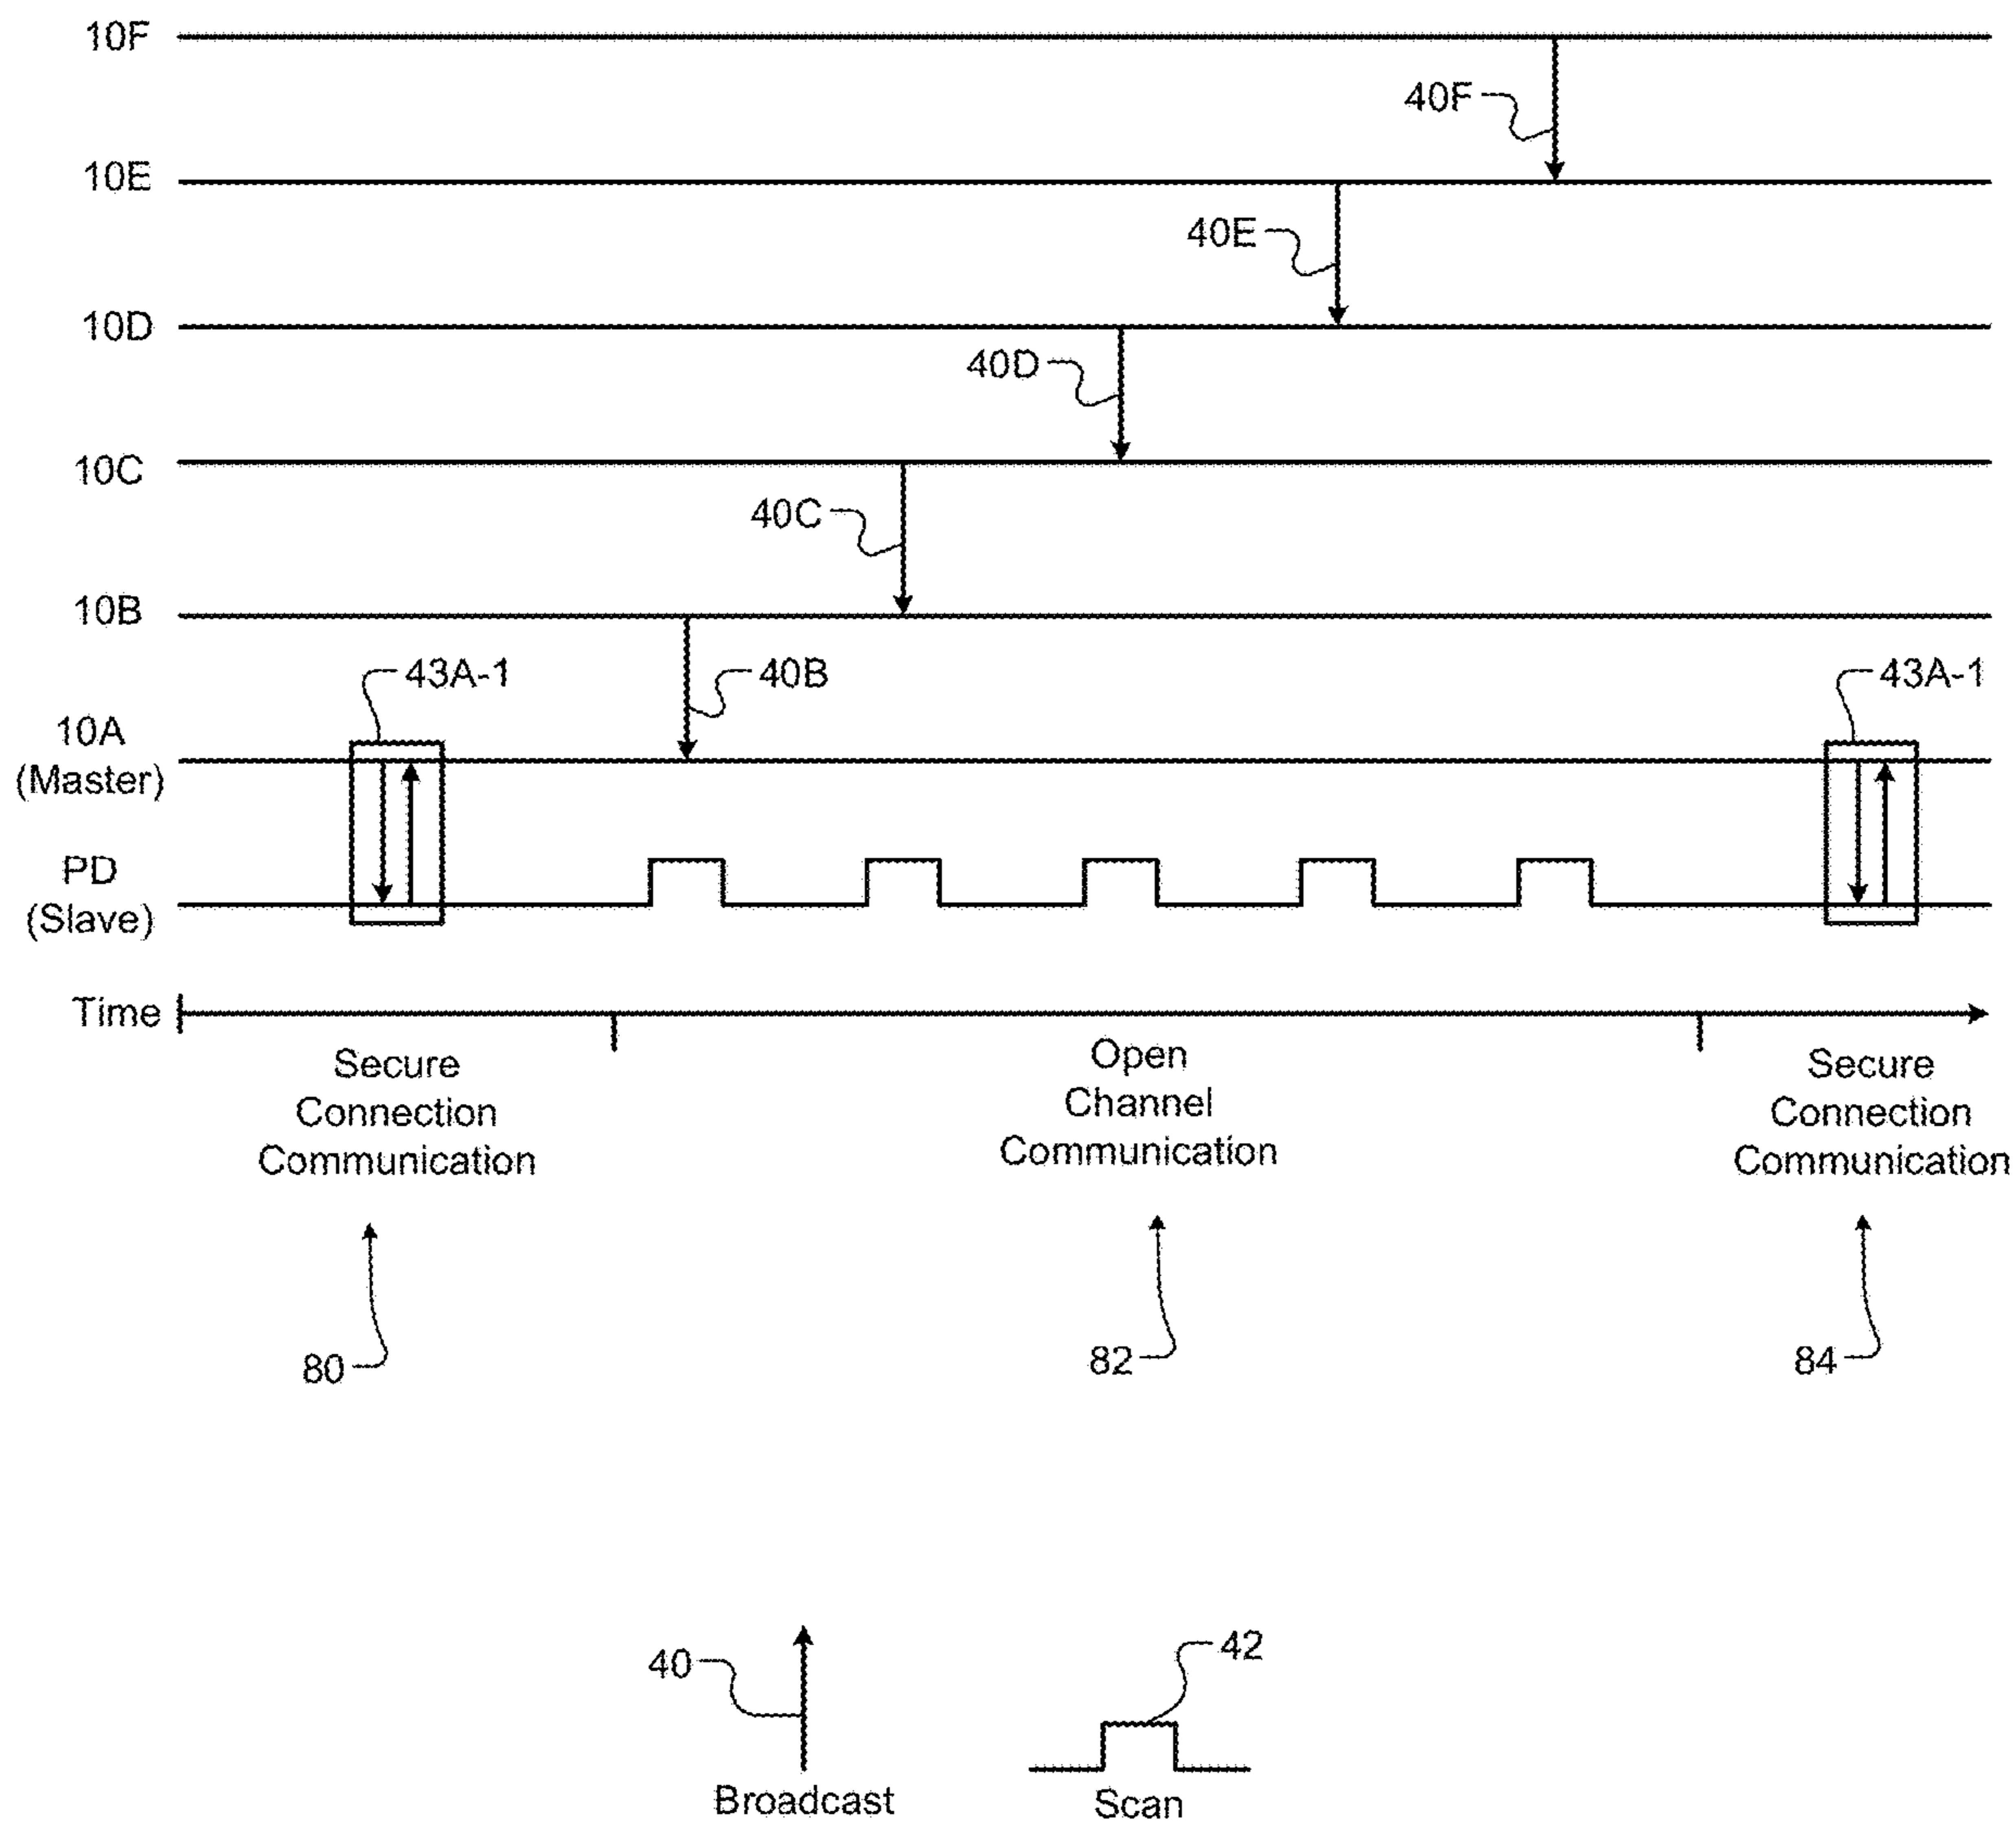 10F
40F
10E
40E
10D
40D
10C
40C
10B
43A-1
40B
43A-1
10A
(Master)
PD
(Slave)
Time
Secure
Connection
Communication
Open
Channel
Communication
Secure
Connection
Communication
80
82
84
40
42
Broadcast
Scan